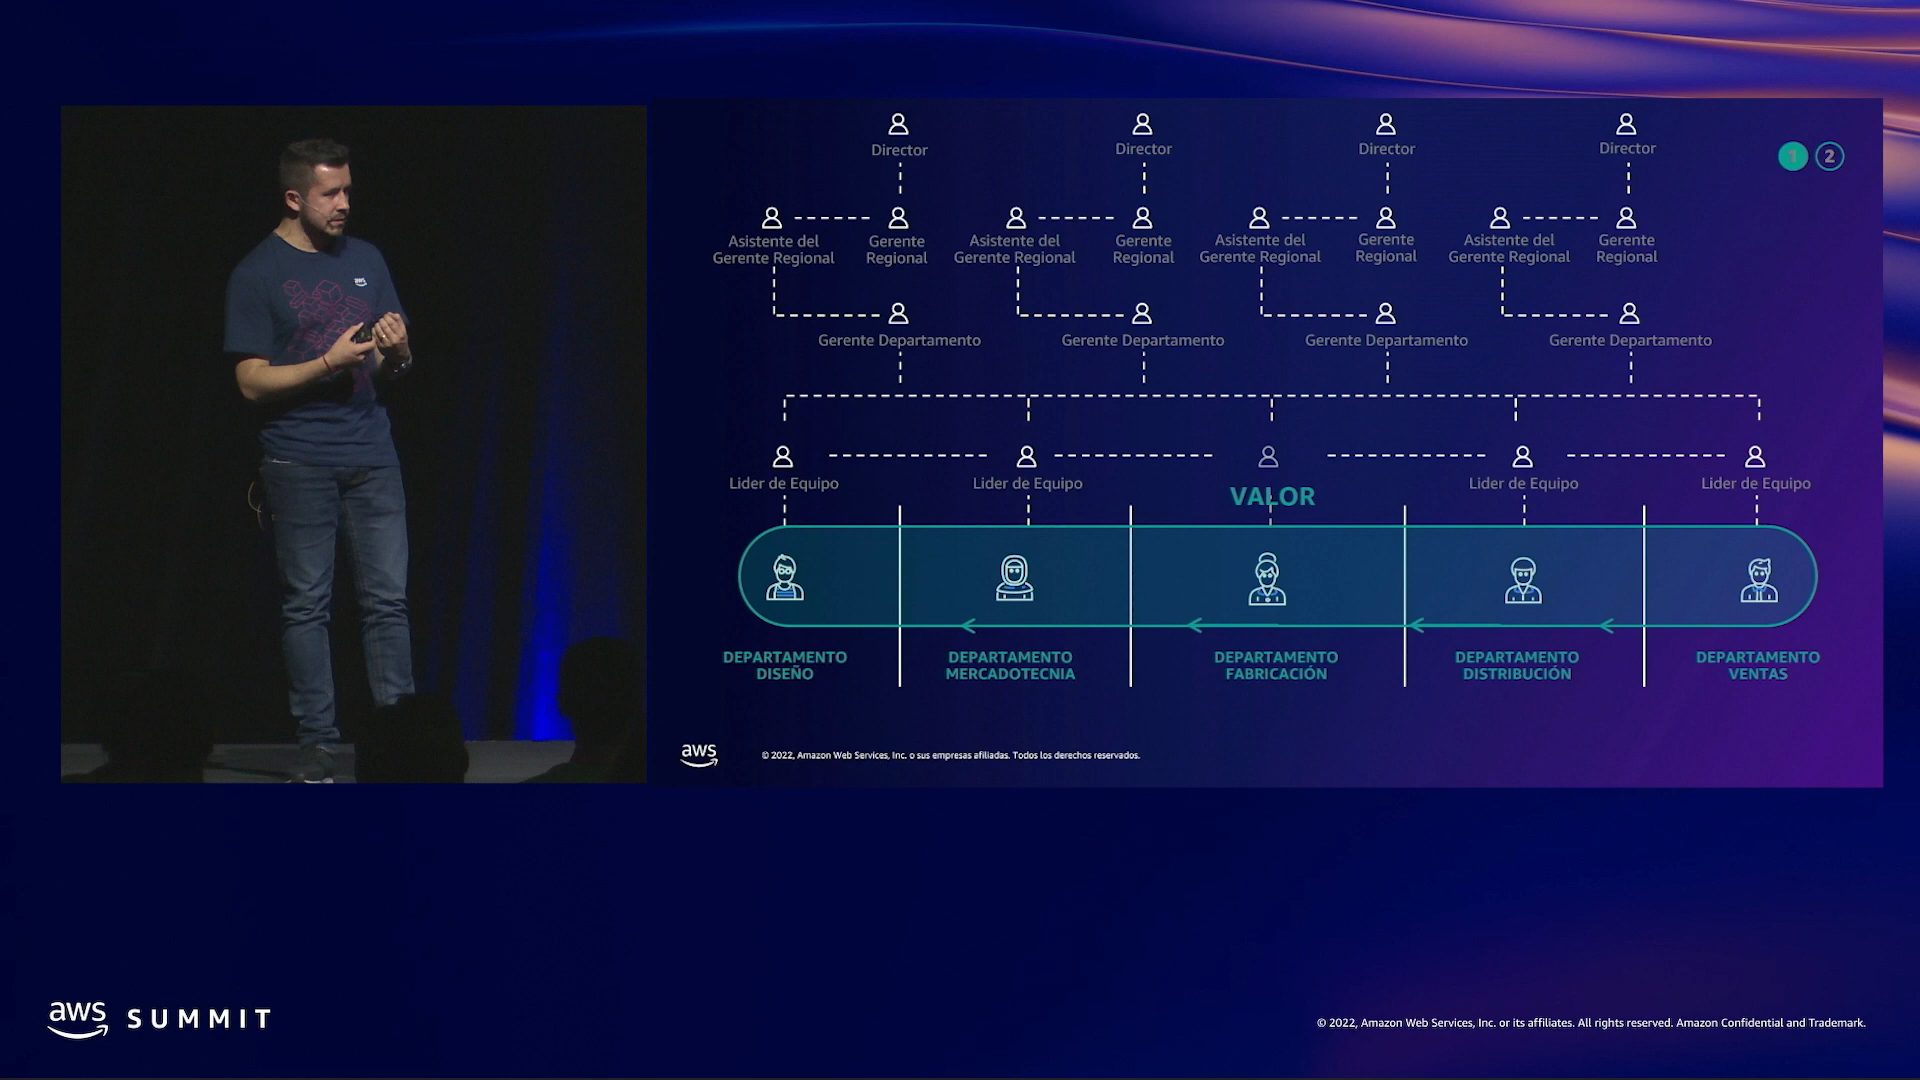 Director
Director
Director
Director
1
2
Asistente del
Gerente Regional
Gerente
Regional
Asistente del
Gerente Regional
Gerente
Regional
Asistente del
Gerente Regional
Gerente
Regional
Asistente del
Gerente Regional
Gerente
Regional
Gerente Departamento
Gerente Departamento
Gerente Departamento
Gerente Departamento
Lider de Equipo
Lider de Equipo
VALOR
Lider de Equipo
Lider de Equipo
DEPARTAMENTO
DISEÑO
DEPARTAMENTO
MERCADOTECNIA
DEPARTAMENTO
FABRICACIÓN
DEPARTAMENTO
DISTRIBUCIÓN
DEPARTAMENTO
VENTAS
aws
© 2022, Amazon Web Services, Inc. o sus empresas afiliadas. Todos los derechos reservados.
aws
aws SUMMIT
© 2022, Amazon Web Services, Inc. or its affiliates. All rights reserved. Amazon Confidential and Trademark.